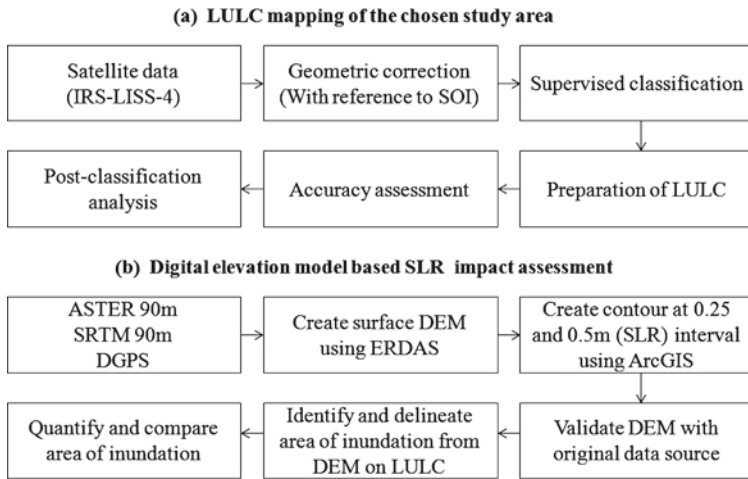 (a) LULC mapping of the chosen study area
Satellite data
(IRS-LISS-4)
Geometric correction
(With reference to SOI)
Supervised classification
Post-classification
analysis
Accuracy assessment
Preparation of LULC
(b) Digital elevation model based SLR impact assessment
ASTER 90m
SRTM 90m
DGPS
Create surface DEM
using ERDAS
Create contour at 0.25
and 0.5m (SLR) interval
using ArcGIS
Quantify and compare
area of inundation
Identify and delineate
area of inundation from
DEM on LULC
Validate DEM with
original data source